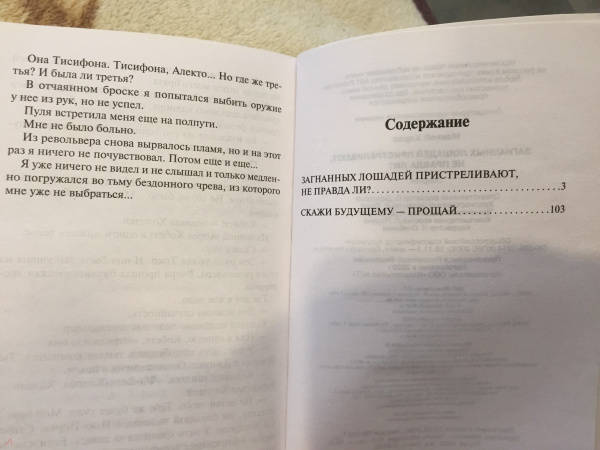 Она Тисифона. Тисифона, Алекто... Но где же тре-
тья? И была ли третья?
В отчаянном броске я попытался выбить оружие
у нее из рук, но не успел.
Пуля встретила меня еще на полпути.
Мне не было больно.
Из револьвера снова вырвалось пламя, но и на этот
раз я ничего не почувствовал. Потом еще и еще...
Я уже ничего не видел и не слышал и только медлен-
но погружался во тьму бездонного чрева, из которого
мне уже не выбраться...
Содержание
ЗАГНАННЫХ ЛОШАДЕЙ ПРИСТРЕЛИВАЮТ,
НЕ ПРАВДА ЛИ?........................................3
СКАЖИ БУДУЩЕМУ — ПРОЩАЙ....................103